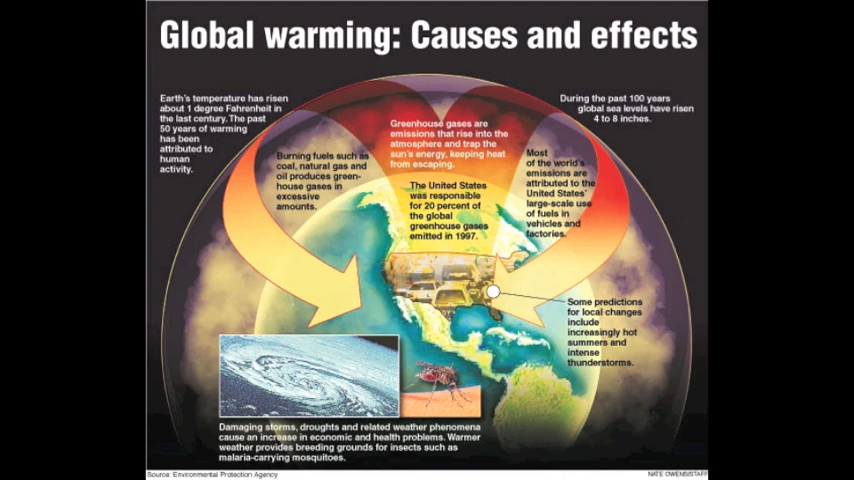 Global warming: Causes and effects
Earth's temperature has risen
about 1 degree Fahrenheit in
the last century. The past
50 years of warming
has been
attributed to
human
activity.
Burning fuels such as
coal, natural gas and
oil produces green-
house gases in
excessive
amounts.
Greenhouse gases are
emissions that rise into the
atmosphere and trap the
sun's energy, keeping heat
from escaping.
The United States
was responsible
for 20 percent of
the global
greenhouse gases
emitted in 1997.
During the past 100 years
global sea levels have risen
4 to 8 inches.
Most
of the world's
emissions are
attributed to the
United States'
large-scale use
of fuels in
vehicles and
factories.
Some predictions
for local changes
include
increasingly hot
summers and
intense
thunderstorms.
Damaging storms, droughts and related weather phenomena
cause an increase in economic and health problems. Warmer
weather provides breeding grounds for insects such as
malaria-carrying mosquitoes.
Source: Environmental Protection Agency
NATE OWENS/STAFF